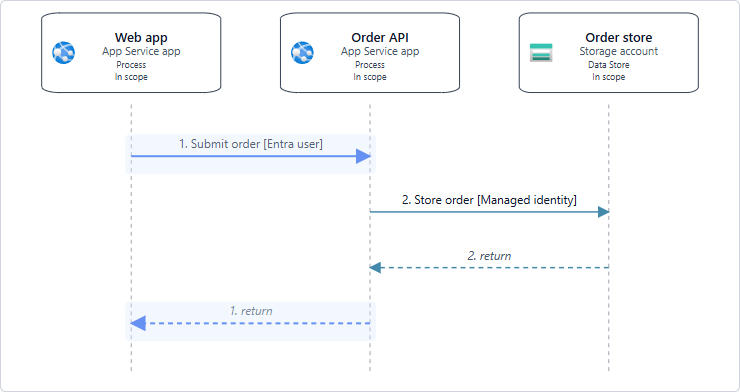 Web app
App Service app
Process
In scope
Order API
App Service app
Process
In scope
Order store
Storage account
Data Store
In scope
1. Submit order [Entra user]
2. Store order [Managed identity]
2. return
1. return